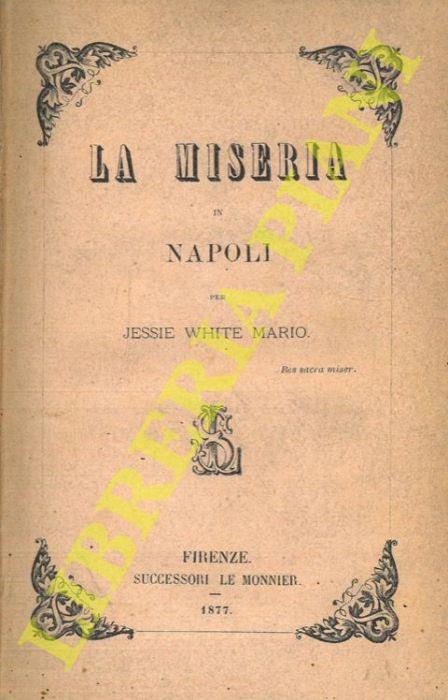 LA MISERIA
IN
NAPOLI
PER
JESSIE WHITE MARIO.
Res sacra miser.
FIRENZE.
SUCCESSORI LE MONNIER.
1877.
LIBRERIA PIANI